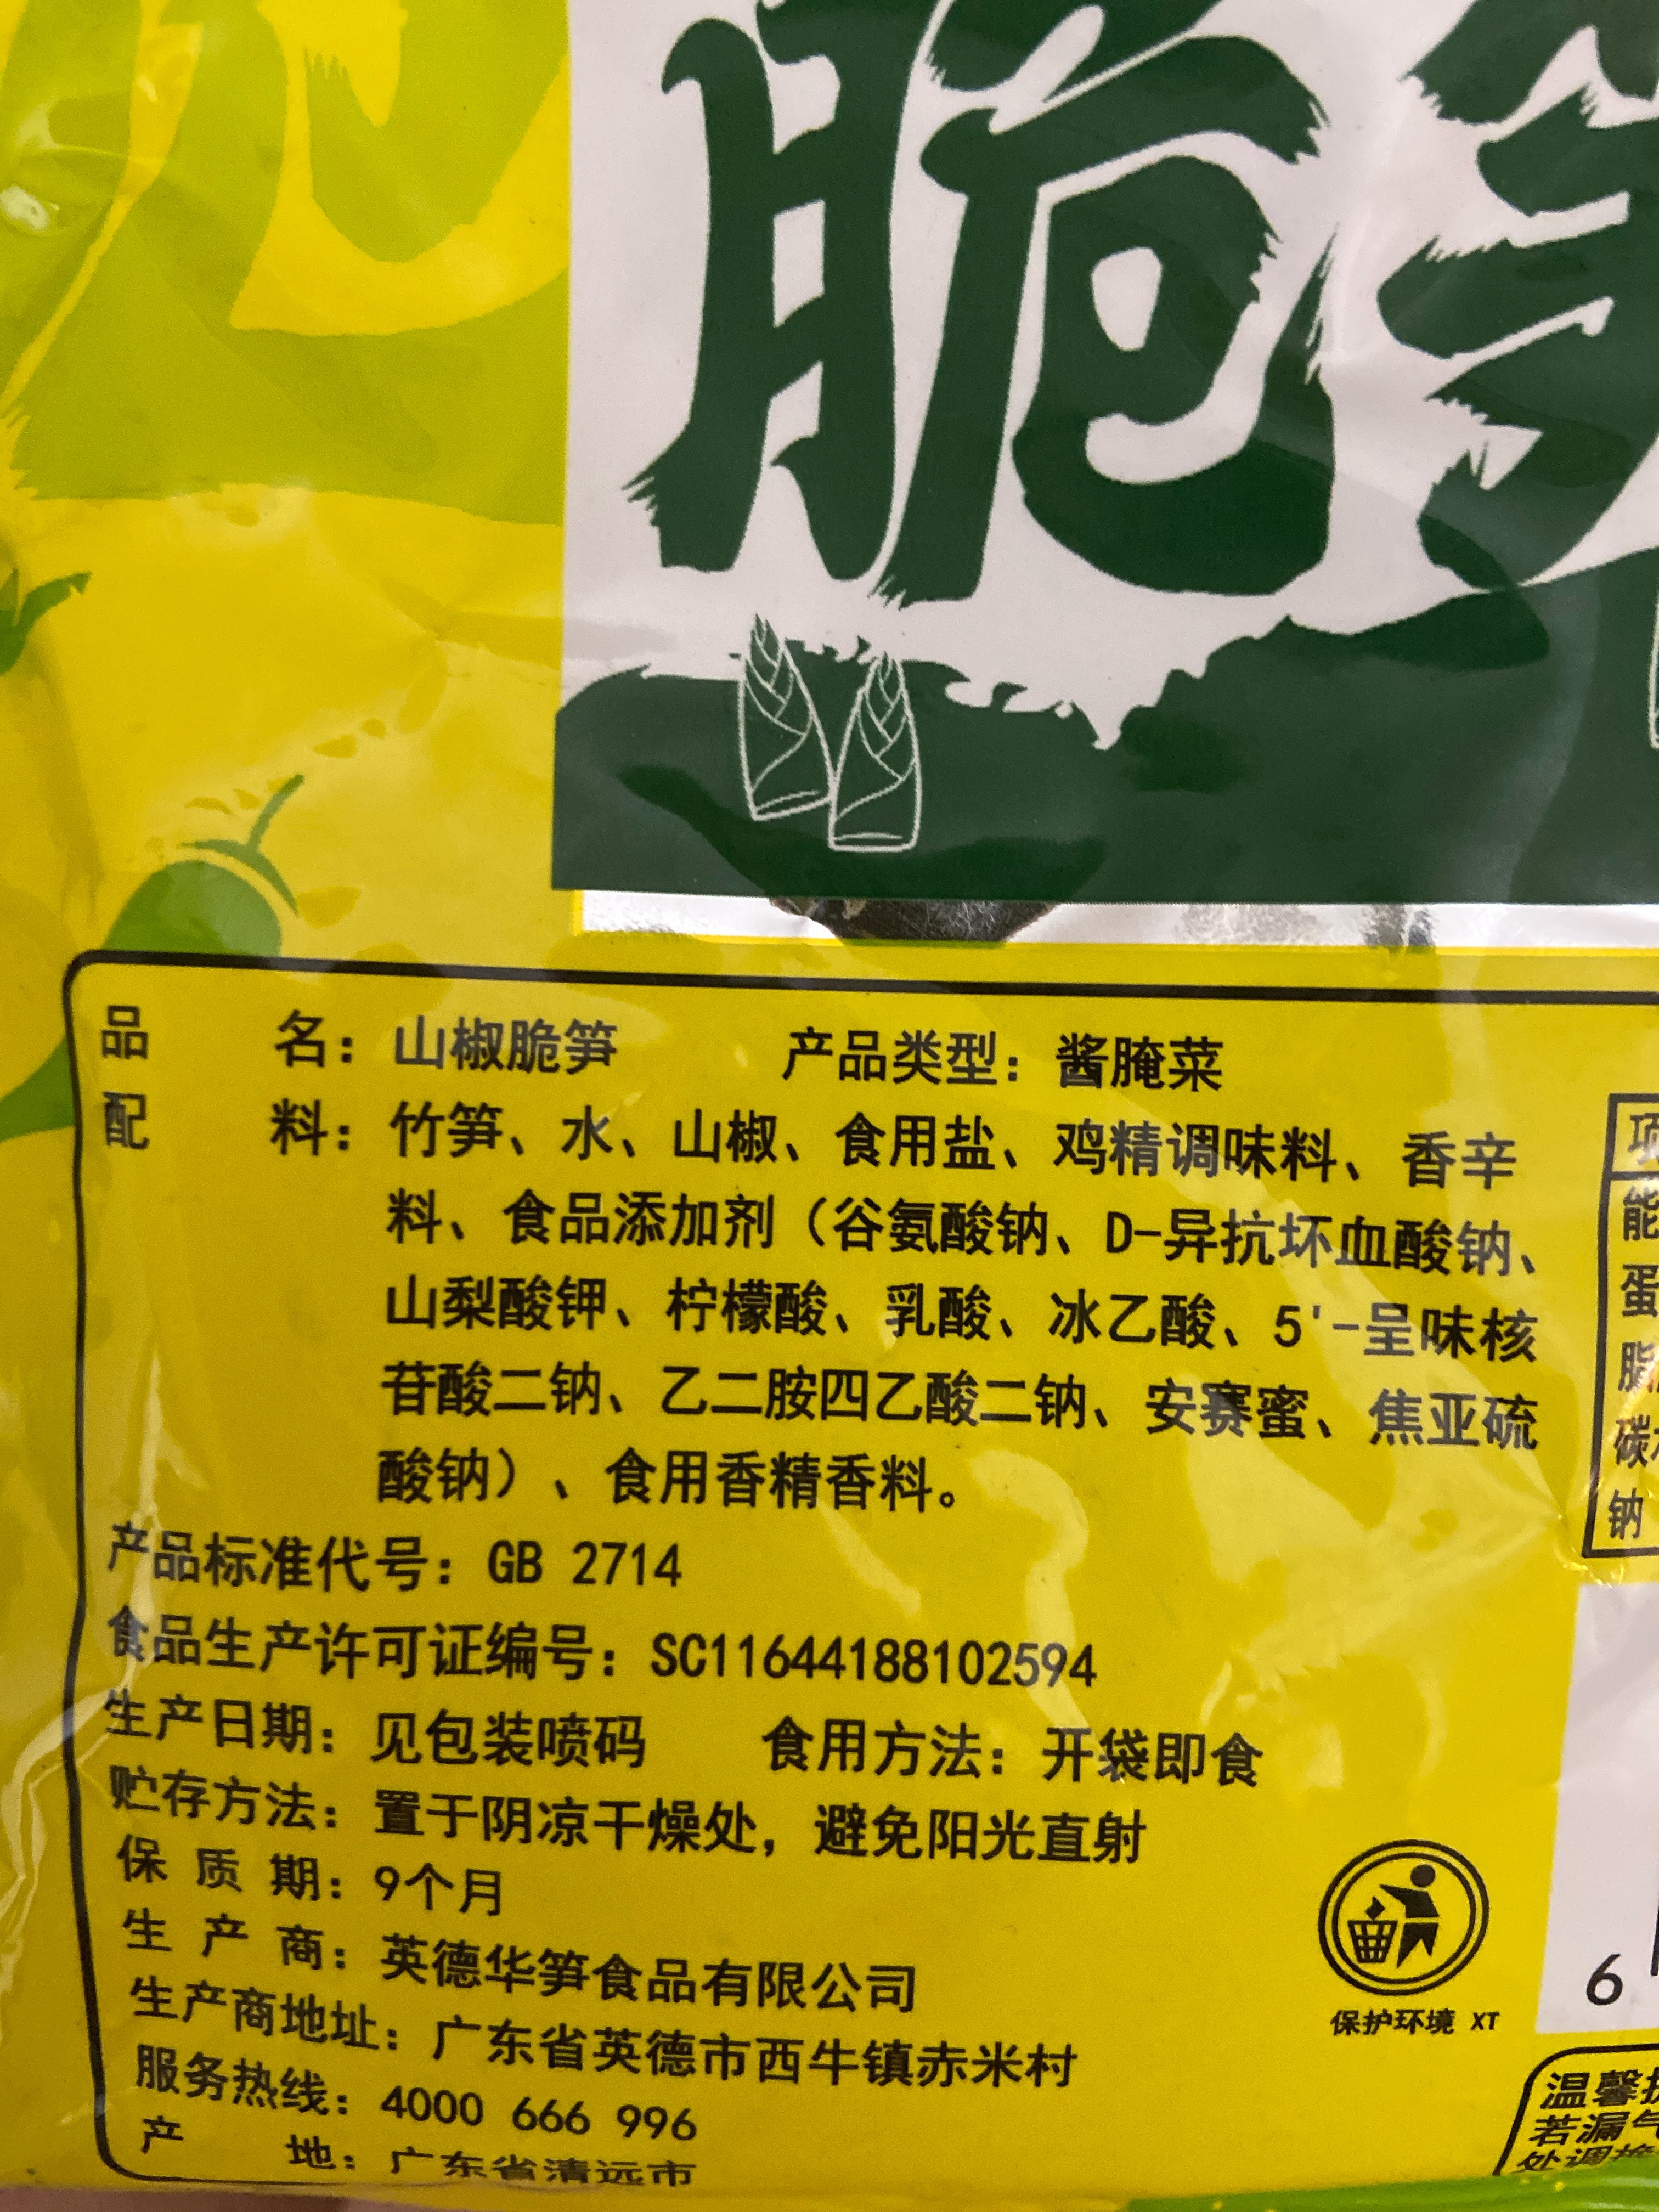 脆
品 名：山椒脆笋 产品类型：酱腌菜
配 料：竹笋、水、山椒、食用盐、鸡精调味料、香辛
料、食品添加剂（谷氨酸钠、D-异抗坏血酸钠、
山梨酸钾、柠檬酸、乳酸、冰乙酸、5'-呈味核
苷酸二钠、乙二胺四乙酸二钠、安赛蜜、焦亚硫
酸钠）、食用香精香料。
产品标准代号：GB 2714
食品生产许可证编号：SC11644188102594
生产日期：见包装喷码 食用方法：开袋即食
贮存方法：置于阴凉干燥处，避免阳光直射
保 质 期：9个月
生 产 商：英德华笋食品有限公司
生产商地址：广东省英德市西牛镇赤米村
服务热线：4000 666 996
产 地：广东省清远市
保护环境 XT
项
能
蛋
脂
碳
钠
6
温馨
若漏
处调